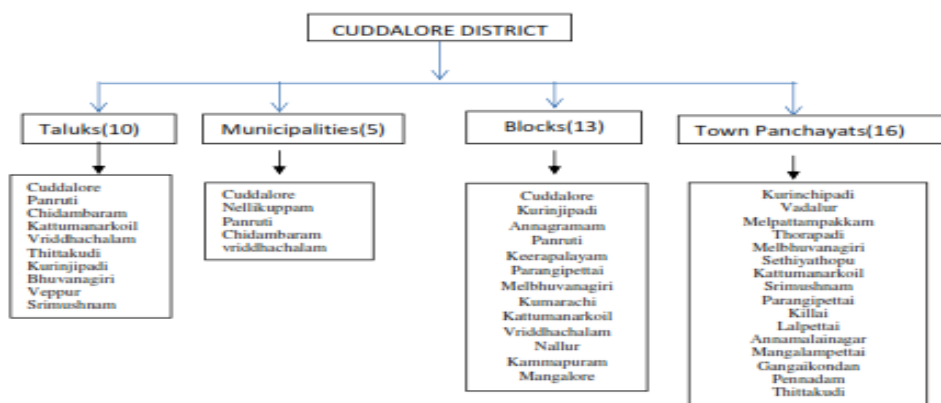 CUDDALORE DISTRICT
Taluks(10)
Municipalities(5)
Blocks(13)
Town Panchayats(16)
Cuddalore
Panruti
Chidambaram
Kattumanarkoil
Vriddhachalam
Thittakudi
Kurinjipadi
Bhuvanagiri
Veppur
Srimushnam
Cuddalore
Nellikuppam
Panruti
Chidambaram
vriddhachalam
Cuddalore
Kurinjipadi
Annagramam
Panruti
Keerapalayam
Parangipettai
Melbhuvanagiri
Kumarachi
Kattumanarkoil
Vriddhachalam
Nallur
Kammapuram
Mangalore
Kurinchipadi
Vadalur
Melpattampakkam
Thorapadi
Melbhuvanagiri
Sethiyathopu
Kattumanarkoil
Srimushnam
Parangipettai
Killai
Lalpettai
Annamalainagar
Mangalampettai
Gangaikondan
Pennadam
Thittakudi